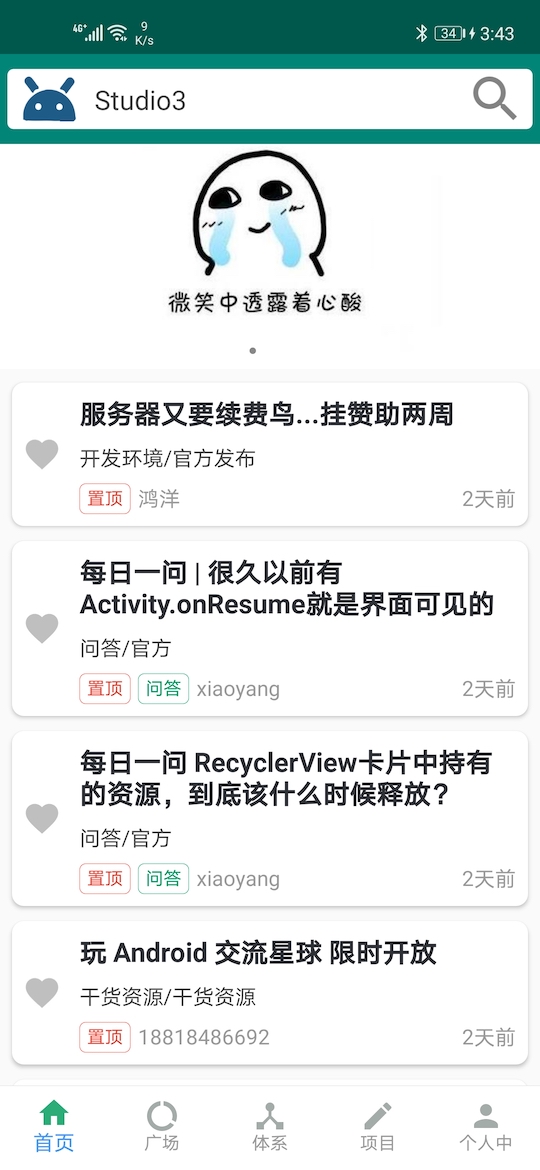 4G+ 9 K/s 34 3:43
Studio3
微笑中透露着心酸
服务器又要续费鸟...挂赞助两周
开发环境/官方发布
置顶 鸿洋 2天前
每日一问 | 很久以前有
Activity.onResume就是界面可见的
问答/官方
置顶 问答 xiaoyang 2天前
每日一问 RecyclerView卡片中持有
的资源，到底该什么时候释放？
问答/官方
置顶 问答 xiaoyang 2天前
玩 Android 交流星球 限时开放
干货资源/干货资源
置顶 18818486692 2天前
首页 广场 体系 项目 个人中